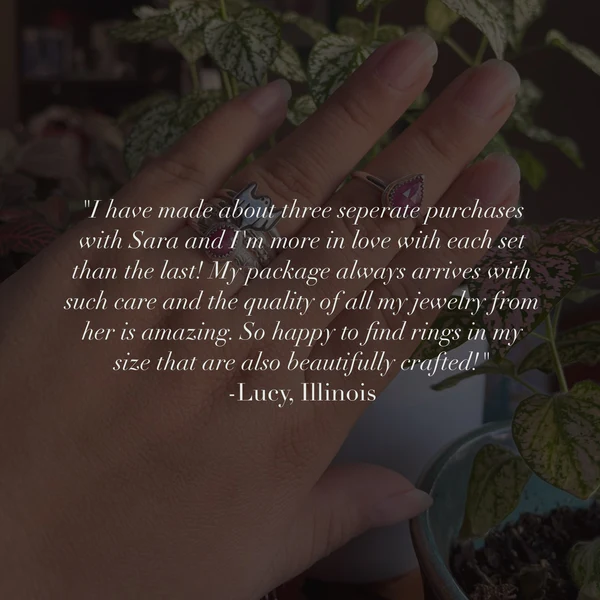 "I have made about three seperate purchases
with Sara and I'm more in love with each set
than the last! My package always arrives with
such care and the quality of all my jewelry from
her is amazing. So happy to find rings in my
size that are also beautifully crafted!"
-Lucy, Illinois